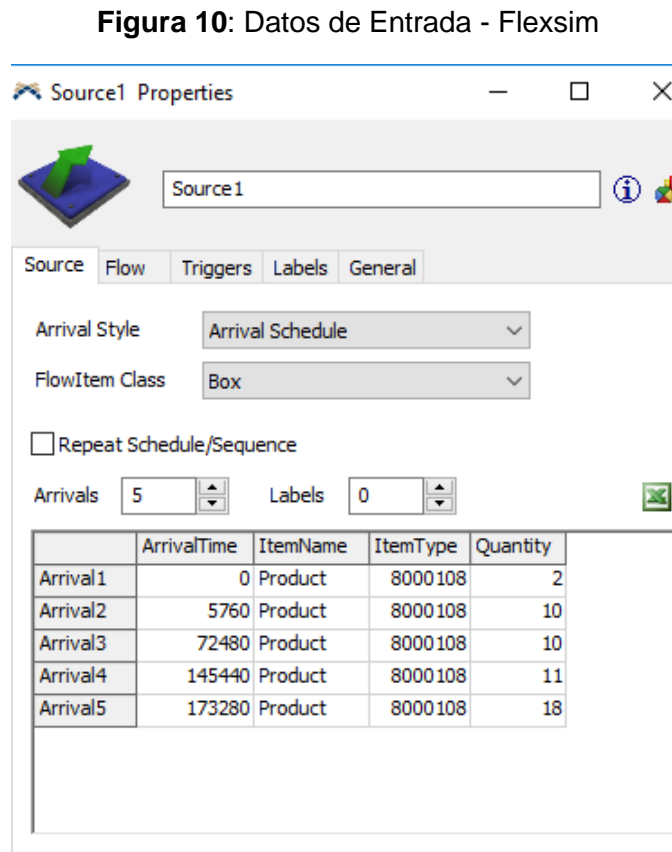 Figura 10: Datos de Entrada - Flexsim
Source1 Properties
Source1
Source Flow Triggers Labels General
Arrival Style Arrival Schedule
FlowItem Class Box
Repeat Schedule/Sequence
Arrivals 5 Labels 0
ArrivalTime ItemName ItemType Quantity
Arrival1 0 Product 8000108 2
Arrival2 5760 Product 8000108 10
Arrival3 72480 Product 8000108 10
Arrival4 145440 Product 8000108 11
Arrival5 173280 Product 8000108 18